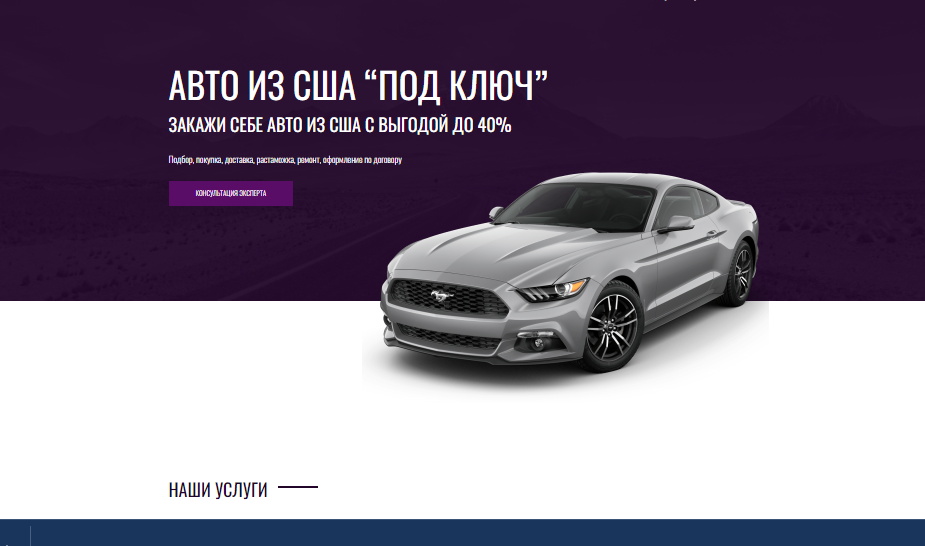 АВТО ИЗ США “ПОД КЛЮЧ”
ЗАКАЖИ СЕБЕ АВТО ИЗ США С ВЫГОДОЙ ДО 40%
Подбор, покупка, доставка, растаможка, ремонт, оформление по договору
КОНСУЛЬТАЦИЯ ЭКСПЕРТА
НАШИ УСЛУГИ